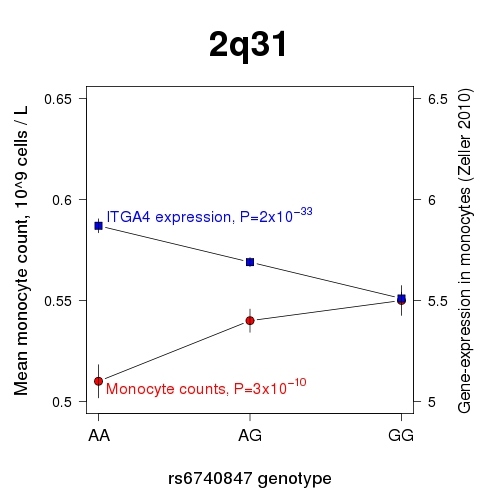 2q31
Mean monocyte count, 10^9 cells / L
0.65
0.6
0.55
0.5
ITGA4 expression, P=2x10⁻³³
Monocyte counts, P=3x10⁻¹⁰
6.5
6
5.5
5
Gene-expression in monocytes (Zeller 2010)
AA AG GG
rs6740847 genotype